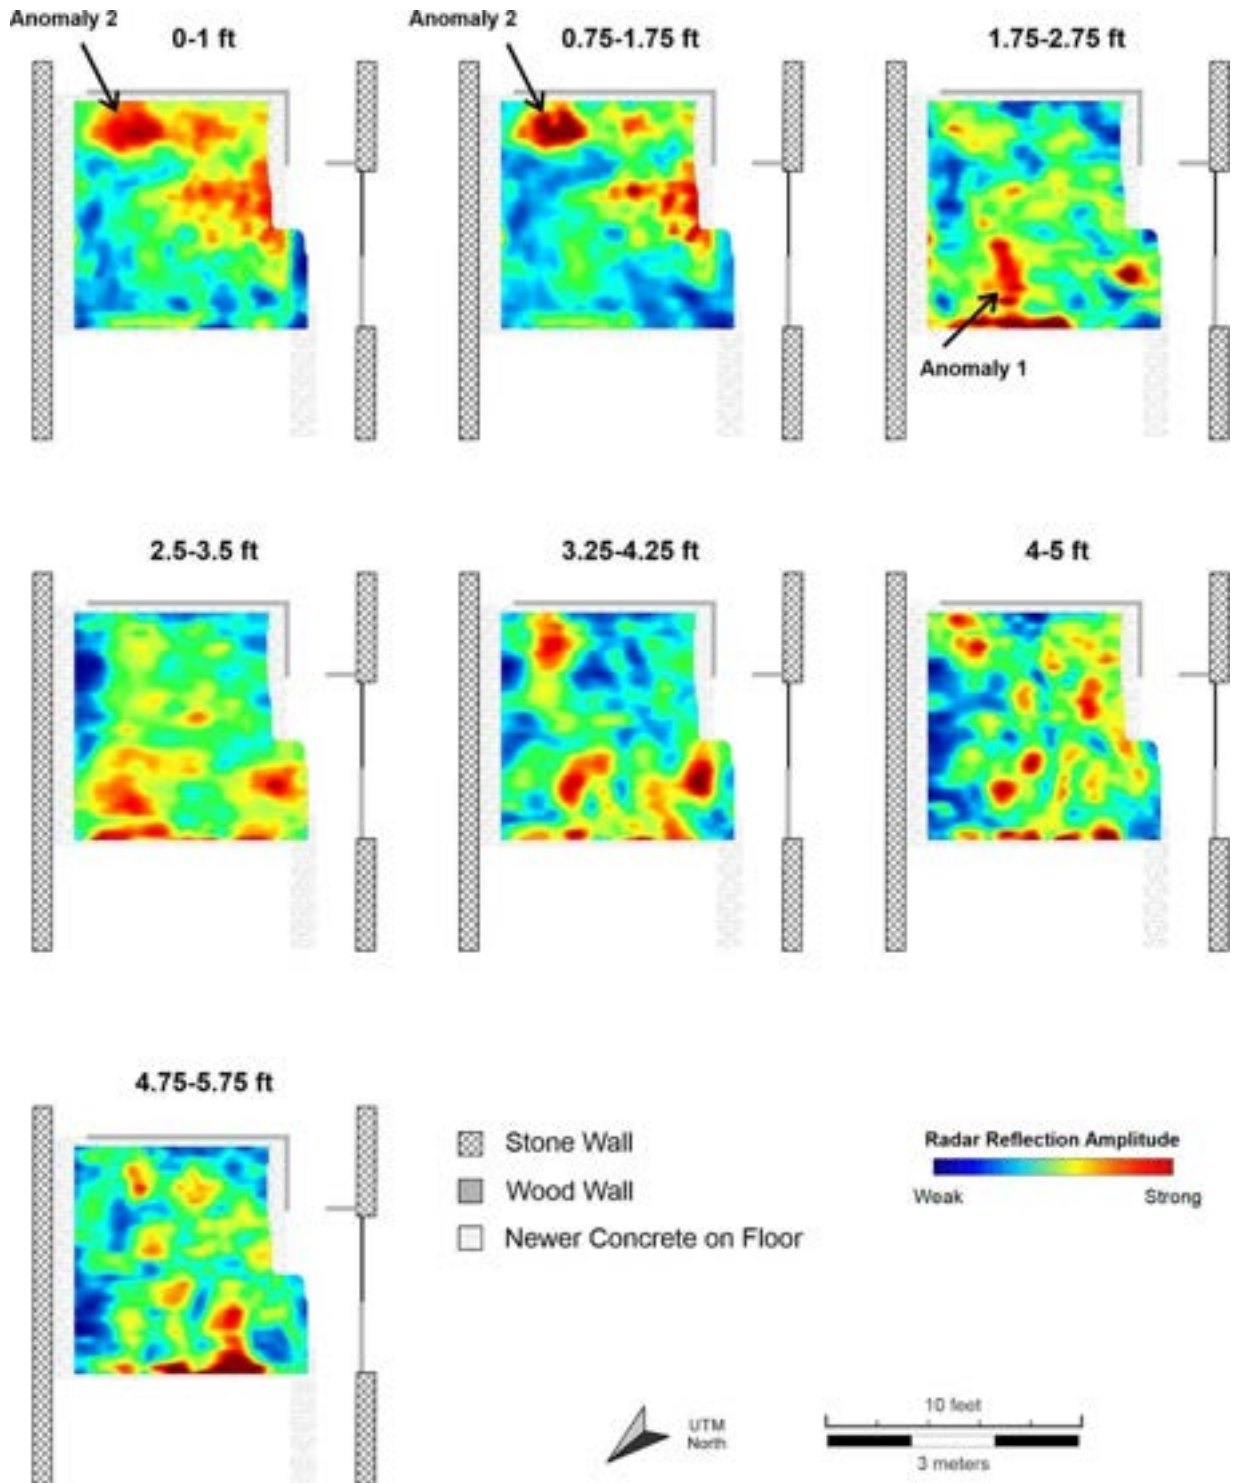 Anomaly 2
0-1 ft
Anomaly 2
0.75-1.75 ft
1.75-2.75 ft
Anomaly 1
2.5-3.5 ft
3.25-4.25 ft
4-5 ft
4.75-5.75 ft
Stone Wall
Wood Wall
Newer Concrete on Floor
Radar Reflection Amplitude
Weak
Strong
UTM
North
10 feet
3 meters